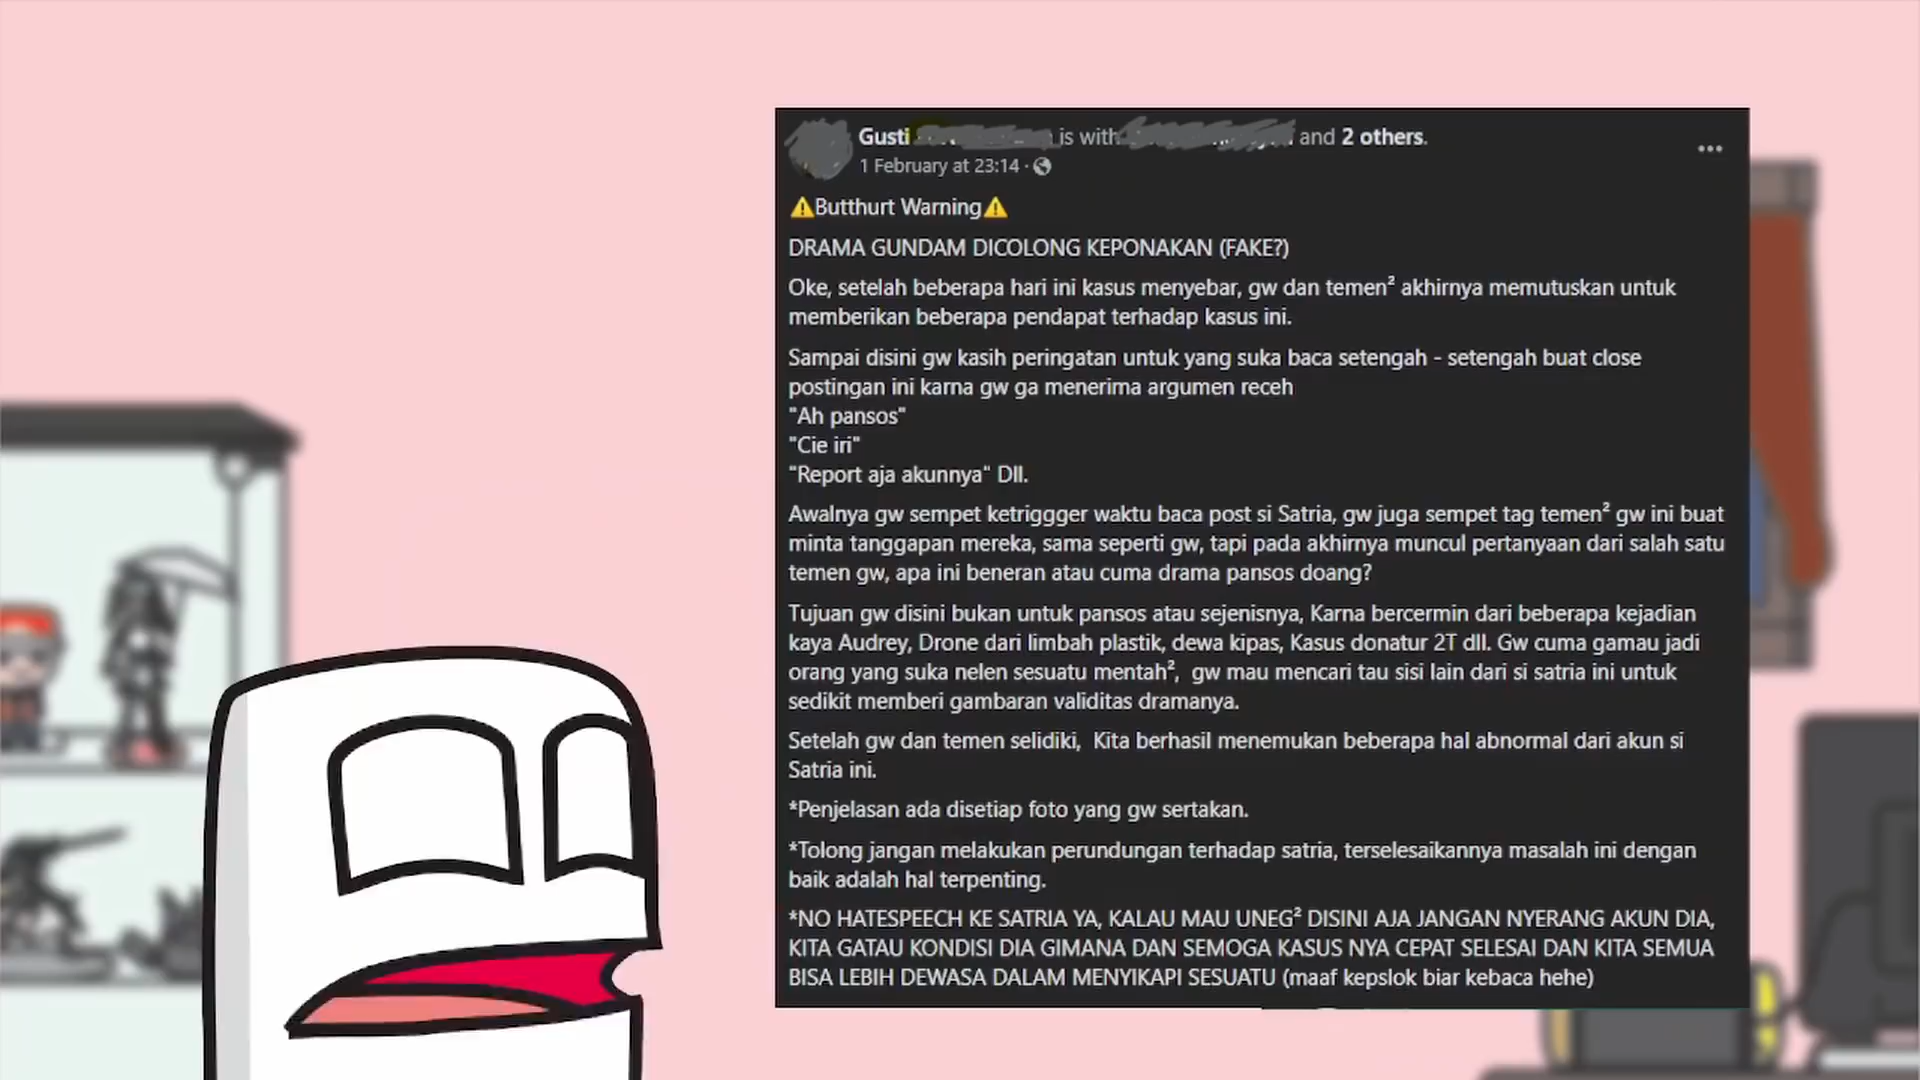 Gusti is with and 2 others.
1 February at 23:14 ·
⚠Butthurt Warning⚠
DRAMA GUNDAM DICOLONG KEPONAKAN (FAKE?)
Oke, setelah beberapa hari ini kasus menyebar, gw dan temen² akhirnya memutuskan untuk
memberikan beberapa pendapat terhadap kasus ini.
Sampai disini gw kasih peringatan untuk yang suka baca setengah - setengah buat close
postingan ini karna gw ga menerima argumen receh
"Ah pansos"
"Cie iri"
"Report aja akunnya" Dll.
Awalnya gw sempet ketriggger waktu baca post si Satria, gw juga sempet tag temen² gw ini buat
minta tanggapan mereka, sama seperti gw, tapi pada akhirnya muncul pertanyaan dari salah satu
temen gw, apa ini beneran atau cuma drama pansos doang?
Tujuan gw disini bukan untuk pansos atau sejenisnya, Karna bercermin dari beberapa kejadian
kaya Audrey, Drone dari limbah plastik, dewa kipas, Kasus donatur 2T dll. Gw cuma gamau jadi
orang yang suka nelen sesuatu mentah², gw mau mencari tau sisi lain dari si satria ini untuk
sedikit memberi gambaran validitas dramanya.
Setelah gw dan temen selidiki, Kita berhasil menemukan beberapa hal abnormal dari akun si
Satria ini.
*Penjelasan ada disetiap foto yang gw sertakan.
*Tolong jangan melakukan perundungan terhadap satria, terselesaikannya masalah ini dengan
baik adalah hal terpenting.
*NO HATESPEECH KE SATRIA YA, KALAU MAU UNEG² DISINI AJA JANGAN NYERANG AKUN DIA,
KITA GATAU KONDISI DIA GIMANA DAN SEMOGA KASUS NYA CEPAT SELESAI DAN KITA SEMUA
BISA LEBIH DEWASA DALAM MENYIKAPI SESUATU (maaf kepslok biar kebaca hehe)